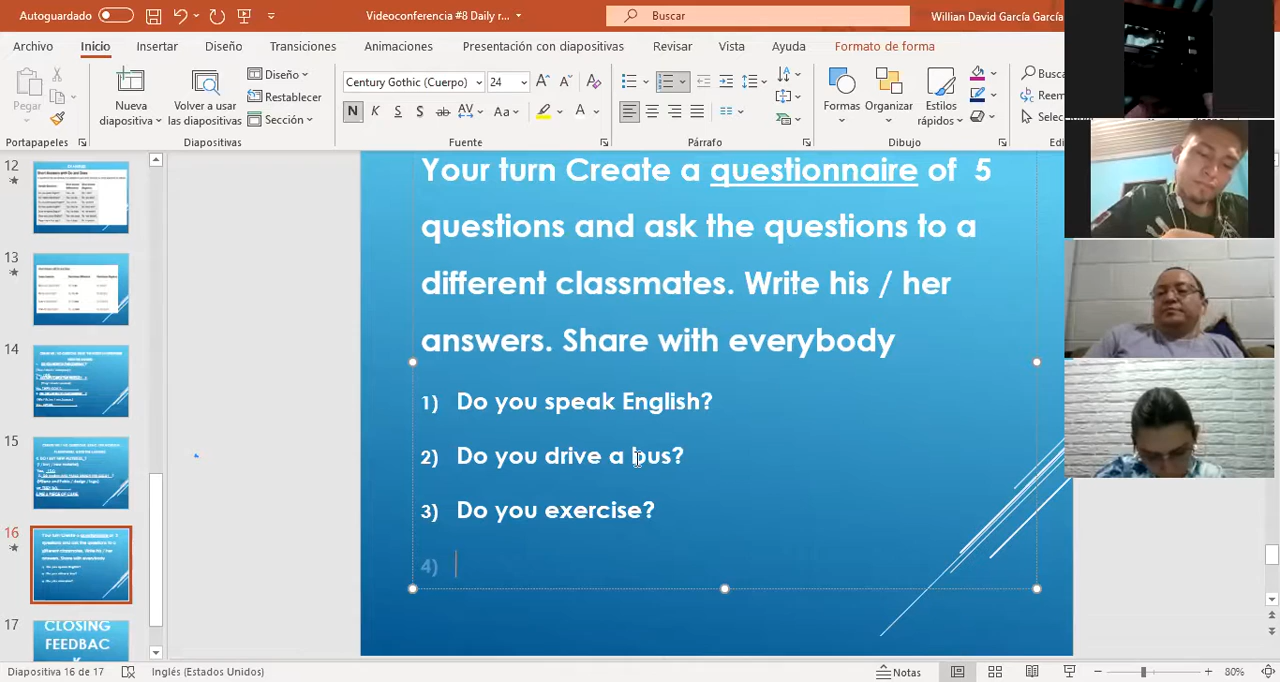 Autoguardado
Videoconferencia #8 Daily r...
Buscar
Willian David García García
Archivo Inicio Insertar Diseño Transiciones Animaciones Presentación con diapositivas Revisar Vista Ayuda Formato de forma
Pegar
Nueva diapositiva
Volver a usar las diapositivas
Diseño
Restablecer
Sección
Century Gothic (Cuerpo) 24
N K S S ab AV Aa A
Formas
Organizar
Estilos rápidos
Busca
Reem
Selecc
Portapapeles Diapositivas Fuente Párrafo Dibujo
12
13
14
15
16
17
Your turn Create a questionnaire of 5
questions and ask the questions to a
different classmates. Write his / her
answers. Share with everybody
1) Do you speak English?
2) Do you drive a bus?
3) Do you exercise?
4)
CLOSING
FEEDBAC
K
Diapositiva 16 de 17 Inglés (Estados Unidos) Notas 80%